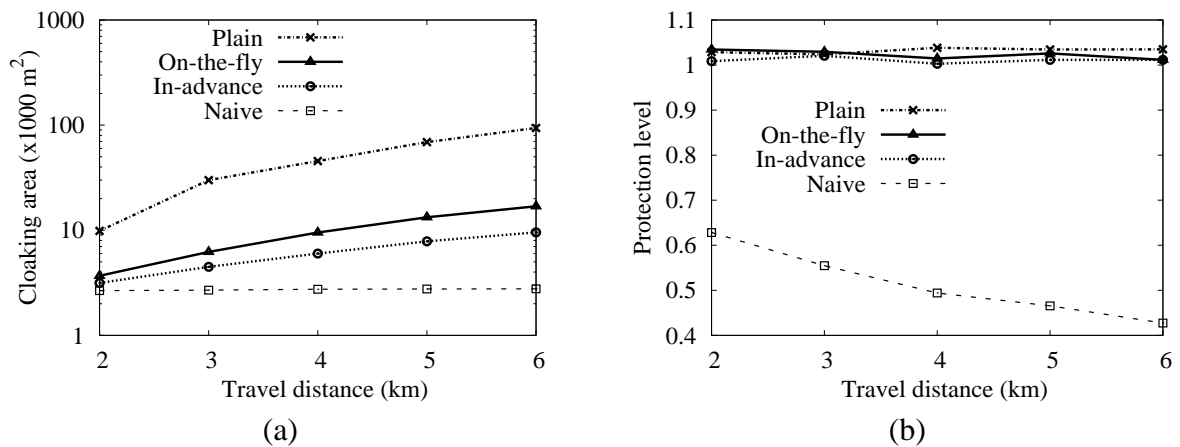 1000
100
10
1
Cloaking area (x1000 m²)
Plain
On-the-fly
In-advance
Naive
2 3 4 5 6
Travel distance (km)
(a)
1.1
1
0.9
0.8
0.7
0.6
0.5
0.4
Protection level
Plain
On-the-fly
In-advance
Naive
2 3 4 5 6
Travel distance (km)
(b)